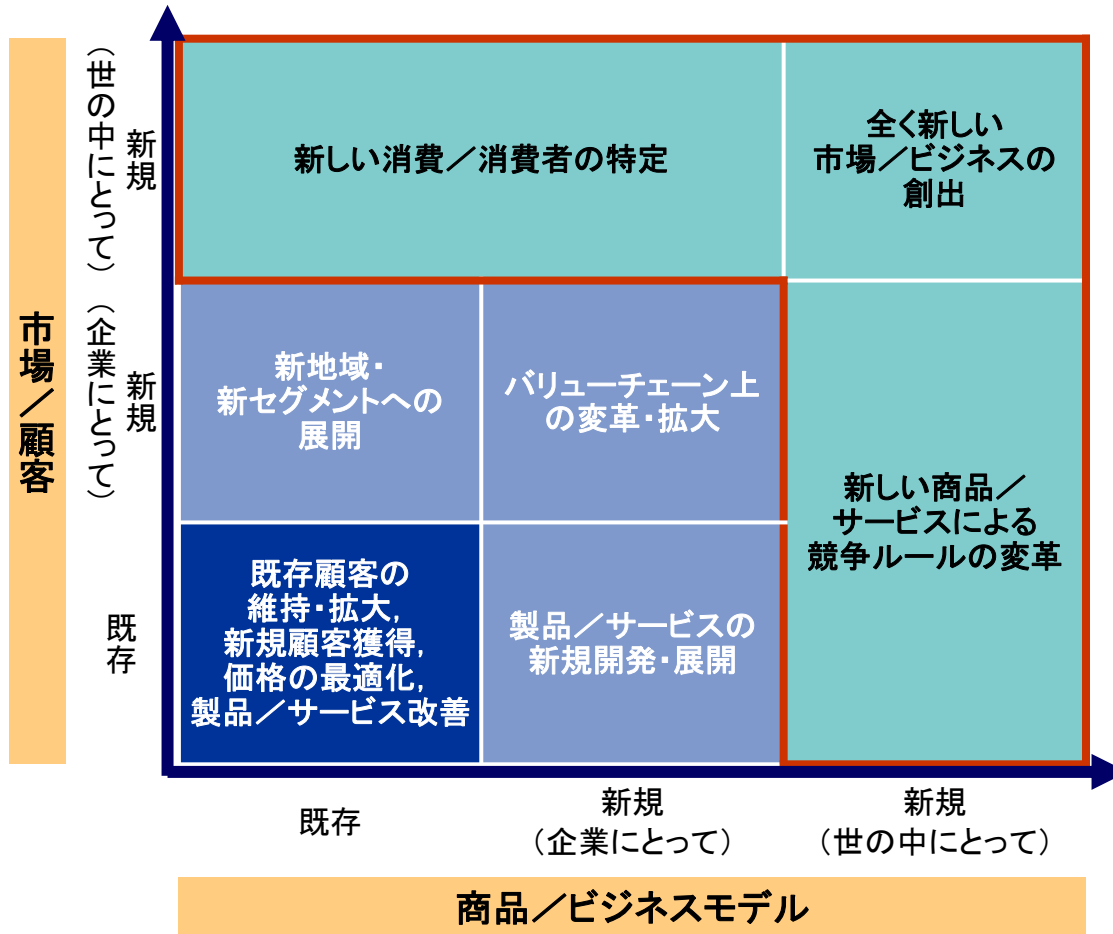 市場／顧客
新規
（世の中にとって）
新規
（企業にとって）
既存
新しい消費／消費者の特定
全く新しい
市場／ビジネスの
創出
新地域・
新セグメントへの
展開
バリューチェーン上
の変革・拡大
新しい商品／
サービスによる
競争ルールの変革
既存顧客の
維持・拡大,
新規顧客獲得,
価格の最適化,
製品／サービス改善
製品／サービスの
新規開発・展開
既存
新規
（企業にとって）
新規
（世の中にとって）
商品／ビジネスモデル